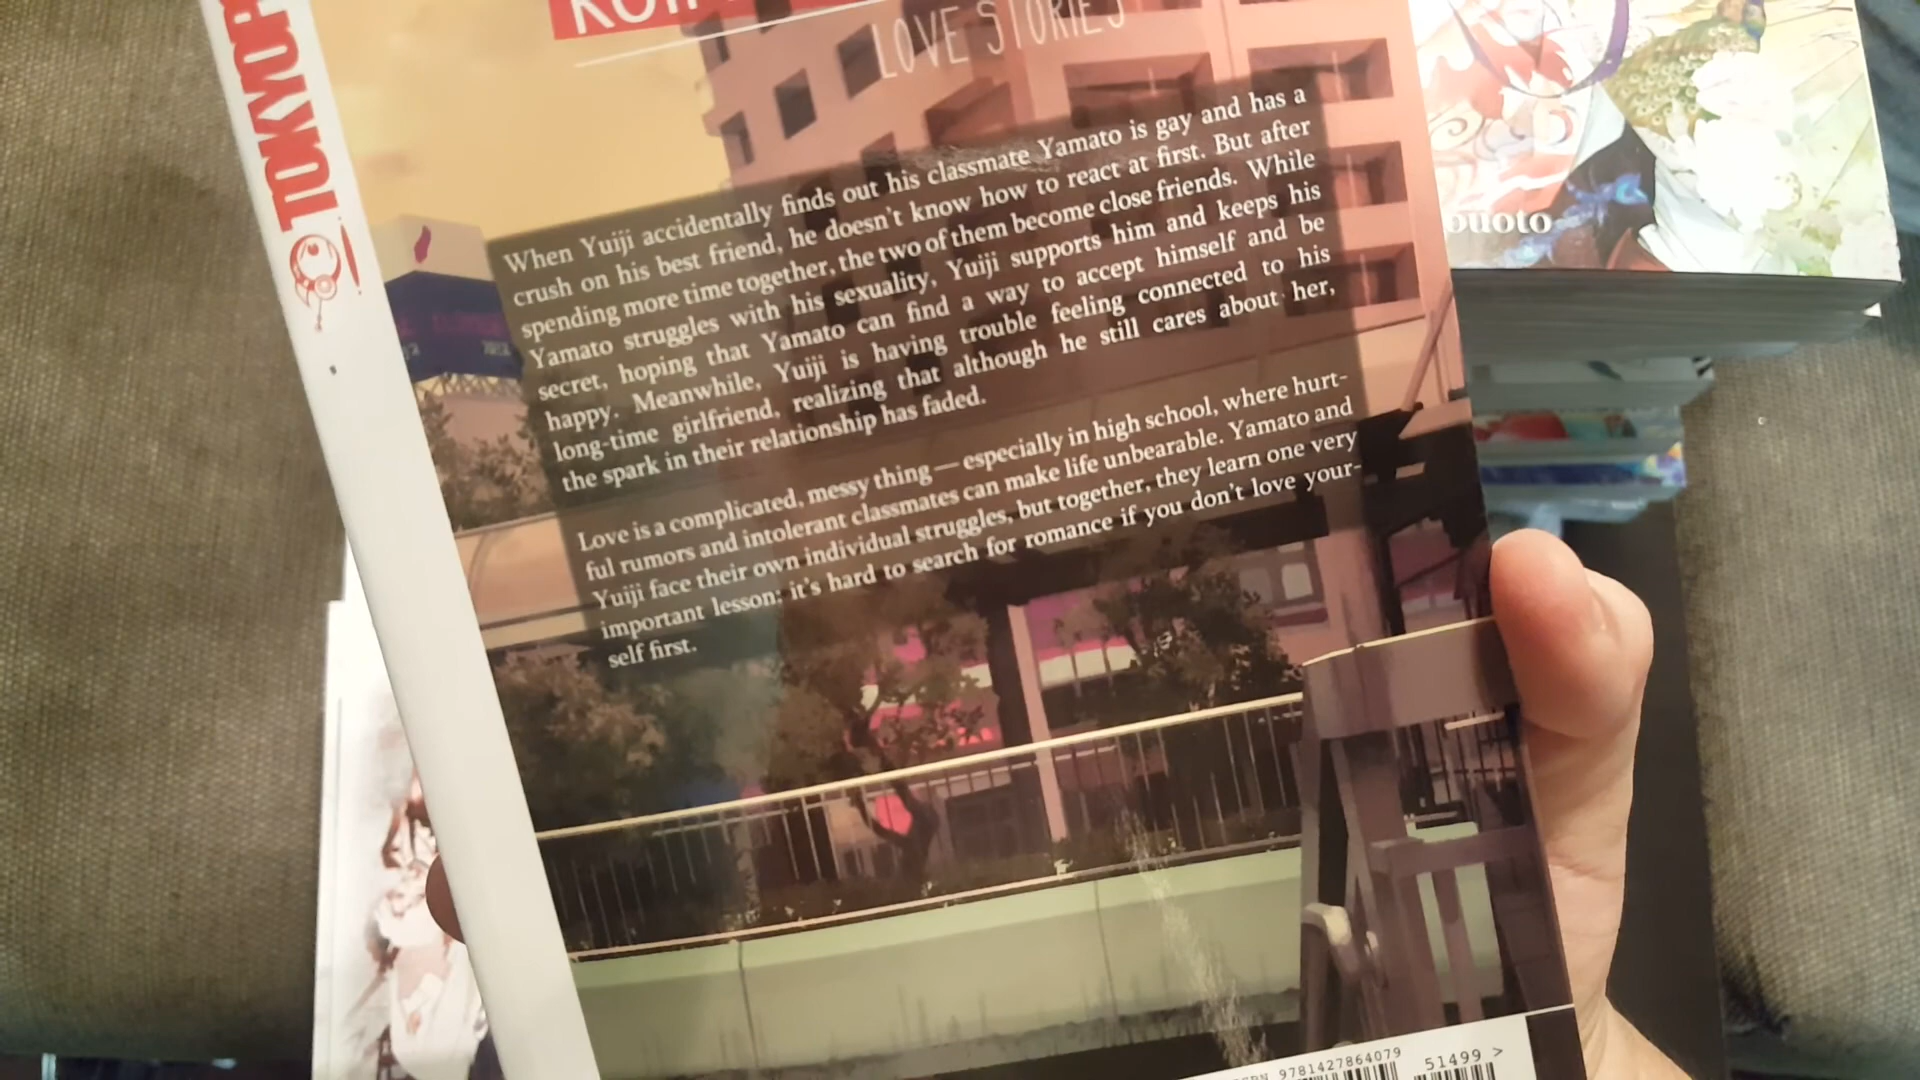 TOKYOPOP
LOVE STORIES
When Yuiji accidentally finds out his classmate Yamato is gay and has a
crush on his best friend, he doesn't know how to react at first. But after
spending more time together, the two of them become close friends. While
Yamato struggles with his sexuality, Yuiji supports him and keeps his
secret, hoping that Yamato can find a way to accept himself and be
happy. Meanwhile, Yuiji is having trouble feeling connected to his
long-time girlfriend, realizing that although he still cares about her,
the spark in their relationship has faded.
Love is a complicated, messy thing — especially in high school, where hurt-
ful rumors and intolerant classmates can make life unbearable. Yamato and
Yuiji face their own individual struggles, but together, they learn one very
important lesson: it's hard to search for romance if you don't love your-
self first.
ISBN 9781427864079
51499 >
ouoto